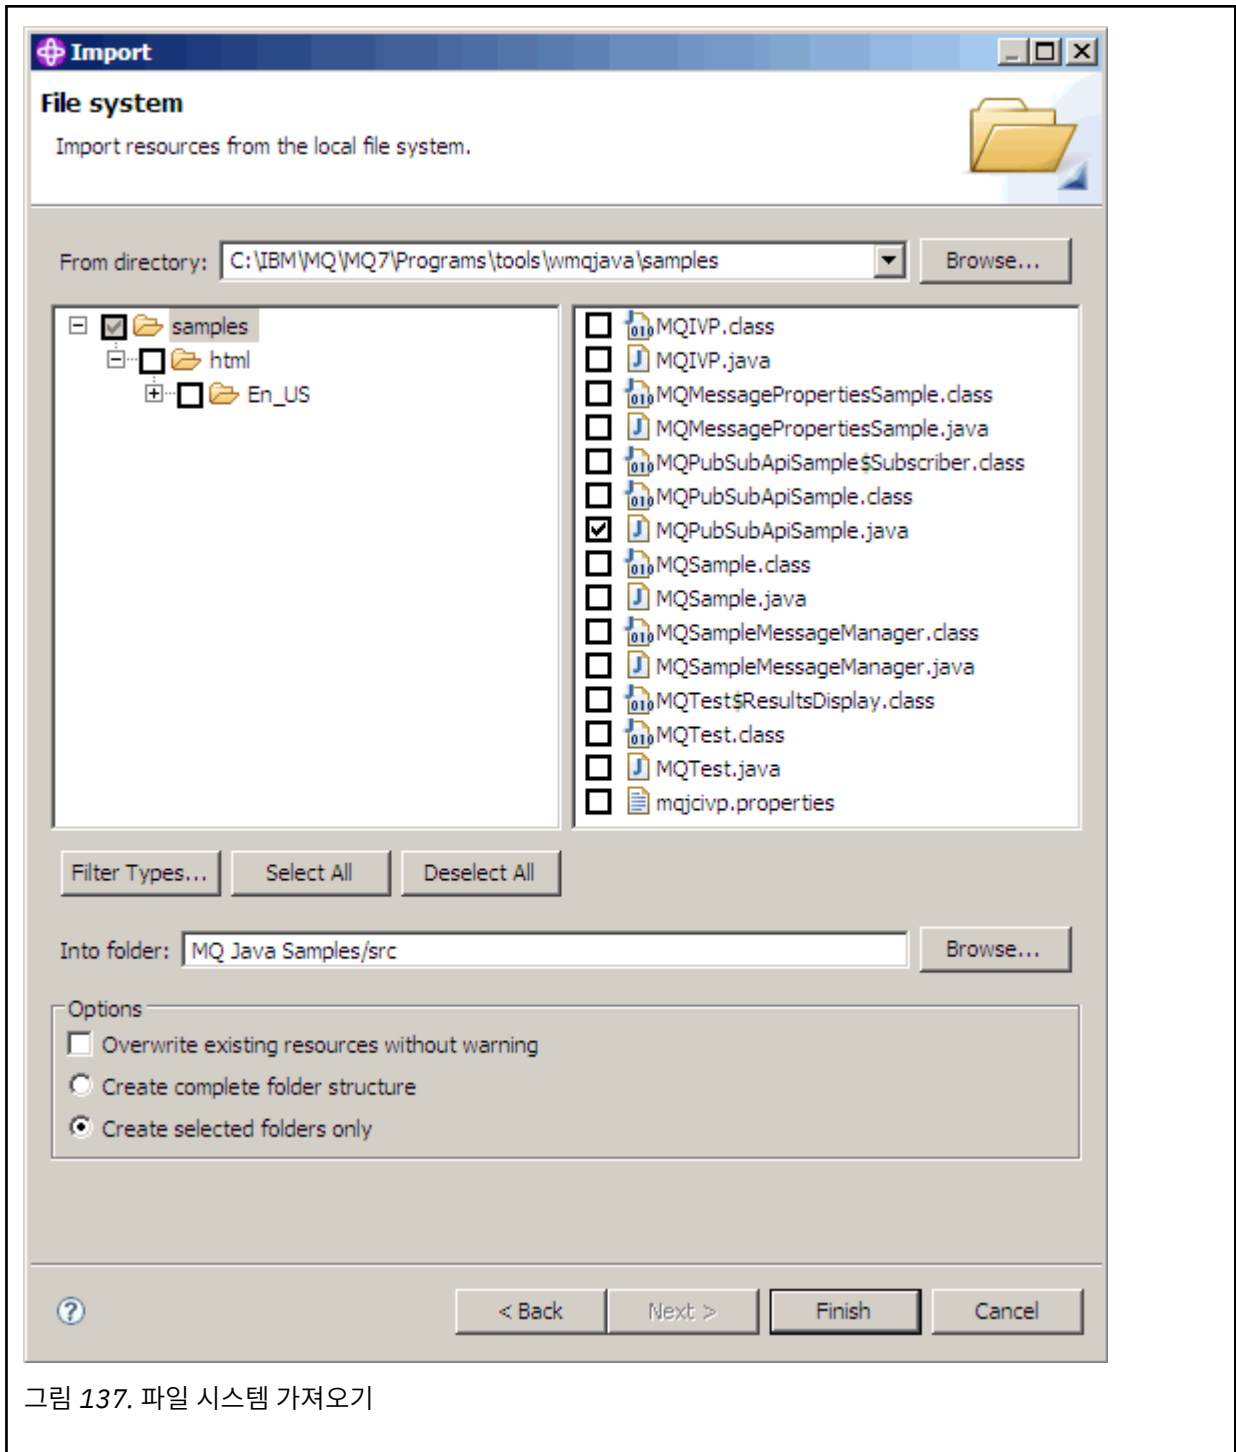 Import
File system
Import resources from the local file system.
From directory: C:\IBM\MQ\MQ7\Programs\tools\wmqjava\samples Browse...
samples
html
En_US
MQIVP.class
MQIVP.java
MQMessagePropertiesSample.class
MQMessagePropertiesSample.java
MQPubSubApiSample$Subscriber.class
MQPubSubApiSample.class
MQPubSubApiSample.java
MQSample.class
MQSample.java
MQSampleMessageManager.class
MQSampleMessageManager.java
MQTest$ResultsDisplay.class
MQTest.class
MQTest.java
mqjcivp.properties
Filter Types... Select All Deselect All
Into folder: MQ Java Samples/src Browse...
Options
Overwrite existing resources without warning
Create complete folder structure
Create selected folders only
< Back Next > Finish Cancel
그림 137. 파일 시스템 가져오기